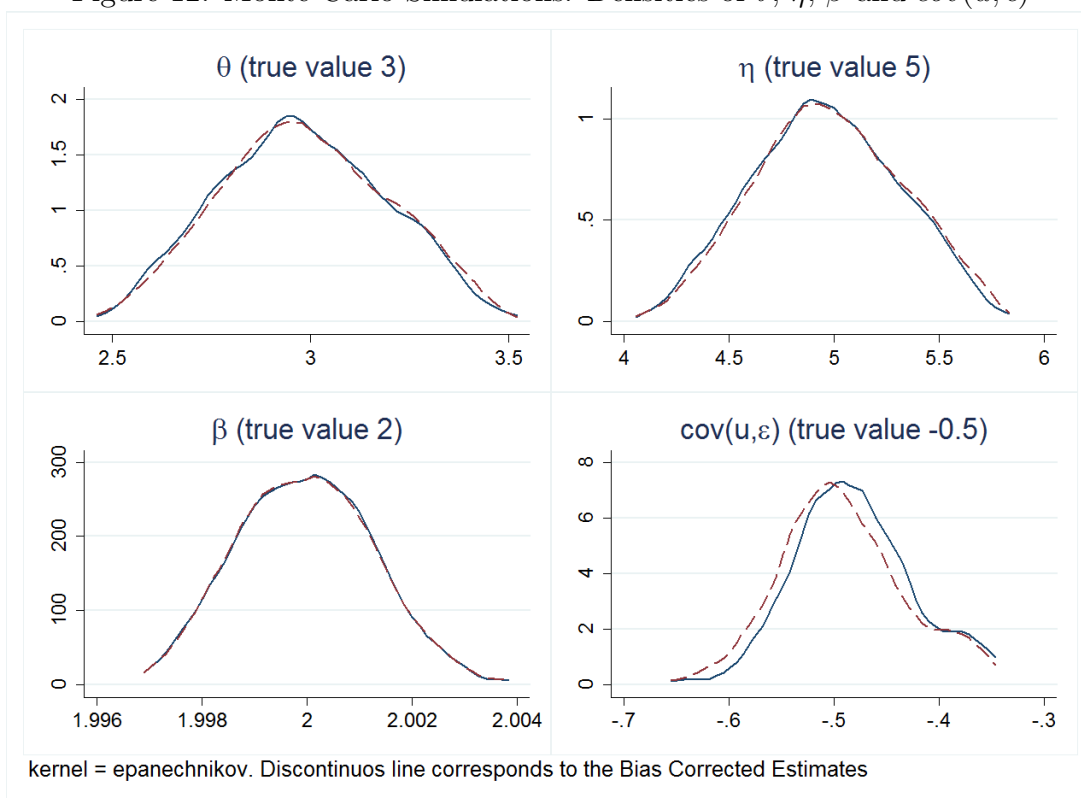 θ (true value 3)
2
1.5
1
.5
0
2.5 3 3.5
η (true value 5)
1
.5
0
4 4.5 5 5.5 6
β (true value 2)
300
200
100
0
1.996 1.998 2 2.002 2.004
cov(u,ε) (true value -0.5)
8
6
4
2
0
-.7 -.6 -.5 -.4 -.3
kernel = epanechnikov. Discontinuos line corresponds to the Bias Corrected Estimates